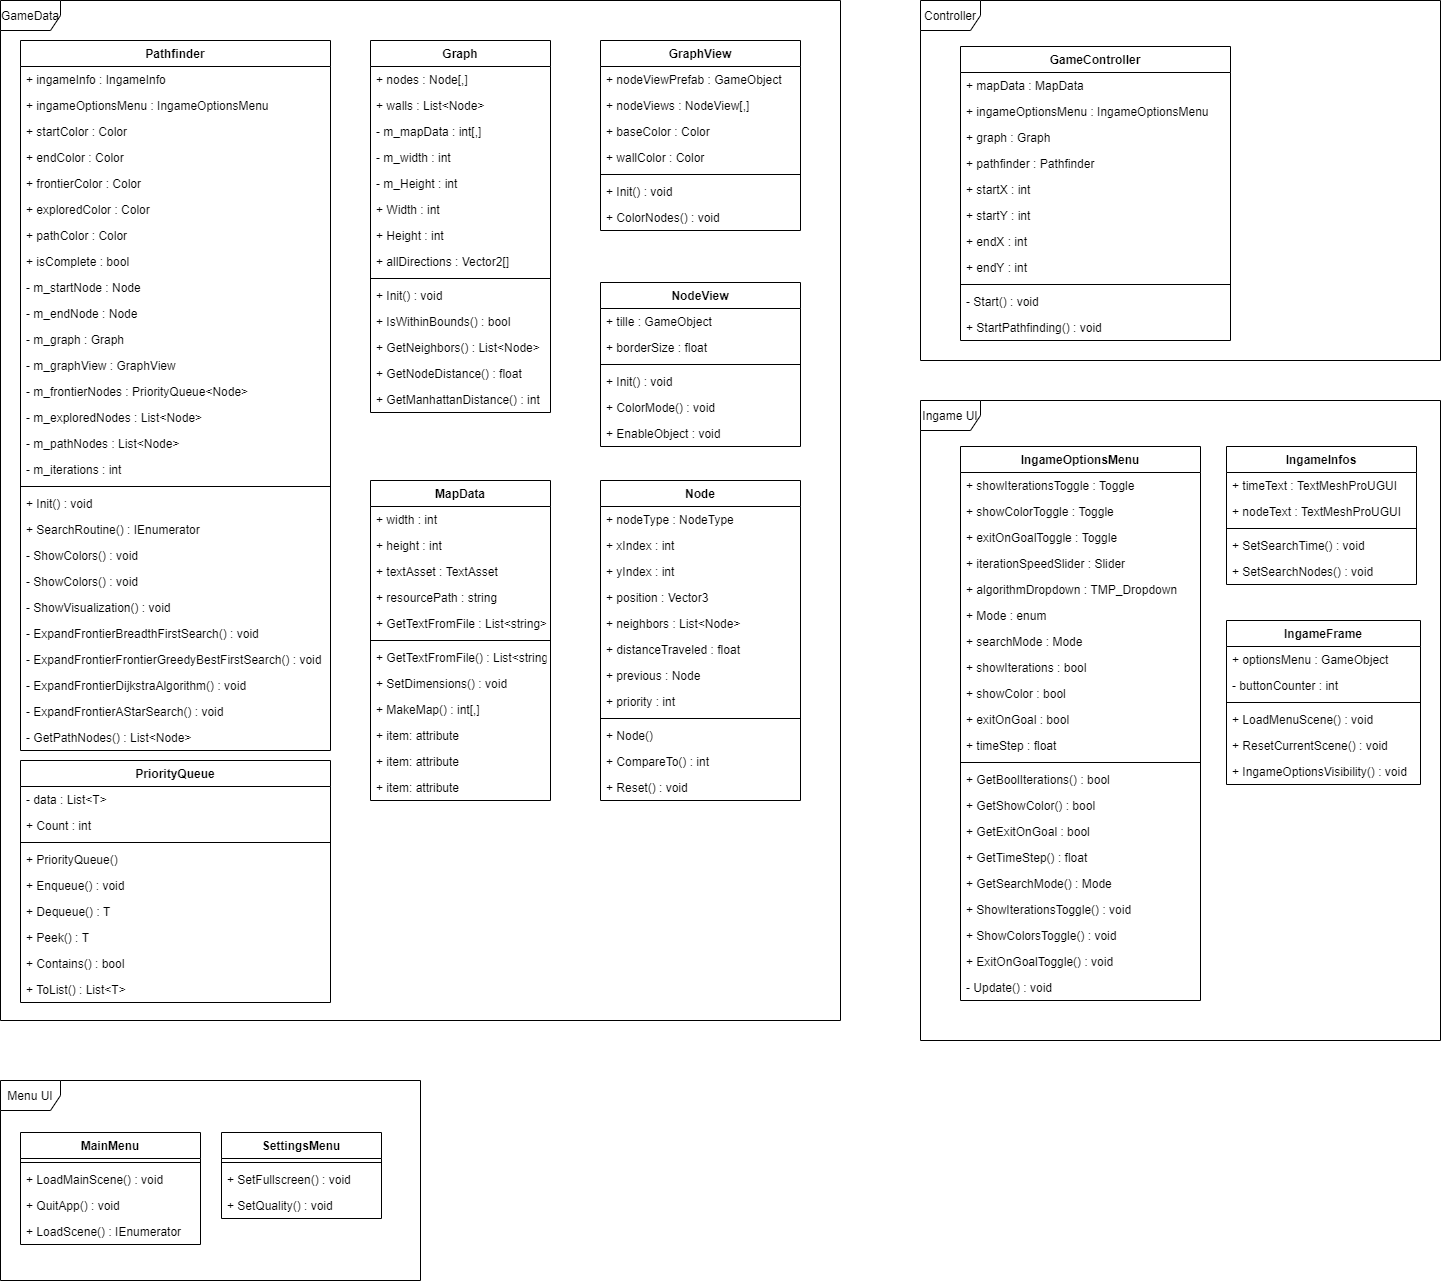 GameData
Pathfinder
+ ingameInfo : IngameInfo
+ ingameOptionsMenu : IngameOptionsMenu
+ startColor : Color
+ endColor : Color
+ frontierColor : Color
+ exploredColor : Color
+ pathColor : Color
+ isComplete : bool
- m_startNode : Node
- m_endNode : Node
- m_graph : Graph
- m_graphView : GraphView
- m_frontierNodes : PriorityQueue<Node>
- m_exploredNodes : List<Node>
- m_pathNodes : List<Node>
- m_iterations : int
+ Init() : void
+ SearchRoutine() : IEnumerator
- ShowColors() : void
- ShowColors() : void
- ShowVisualization() : void
- ExpandFrontierBreadthFirstSearch() : void
- ExpandFrontierFrontierGreedyBestFirstSearch() : void
- ExpandFrontierDijkstraAlgorithm() : void
- ExpandFrontierAStarSearch() : void
- GetPathNodes() : List<Node>
PriorityQueue
- data : List<T>
+ Count : int
+ PriorityQueue()
+ Enqueue() : void
+ Dequeue() : T
+ Peek() : T
+ Contains() : bool
+ ToList() : List<T>
Graph
+ nodes : Node[,]
+ walls : List<Node>
- m_mapData : int[,]
- m_width : int
- m_Height : int
+ Width : int
+ Height : int
+ allDirections : Vector2[]
+ Init() : void
+ IsWithinBounds() : bool
+ GetNeighbors() : List<Node>
+ GetNodeDistance() : float
+ GetManhattanDistance() : int
MapData
+ width : int
+ height : int
+ textAsset : TextAsset
+ resourcePath : string
+ GetTextFromFile : List<string>
+ GetTextFromFile() : List<string
+ SetDimensions() : void
+ MakeMap() : int[,]
+ item: attribute
+ item: attribute
+ item: attribute
GraphView
+ nodeViewPrefab : GameObject
+ nodeViews : NodeView[,]
+ baseColor : Color
+ wallColor : Color
+ Init() : void
+ ColorNodes() : void
NodeView
+ tille : GameObject
+ borderSize : float
+ Init() : void
+ ColorMode() : void
+ EnableObject : void
Node
+ nodeType : NodeType
+ xIndex : int
+ yIndex : int
+ position : Vector3
+ neighbors : List<Node>
+ distanceTraveled : float
+ previous : Node
+ priority : int
+ Node()
+ CompareTo() : int
+ Reset() : void
Controller
GameController
+ mapData : MapData
+ ingameOptionsMenu : IngameOptionsMenu
+ graph : Graph
+ pathfinder : Pathfinder
+ startX : int
+ startY : int
+ endX : int
+ endY : int
- Start() : void
+ StartPathfinding() : void
Ingame UI
IngameOptionsMenu
+ showIterationsToggle : Toggle
+ showColorToggle : Toggle
+ exitOnGoalToggle : Toggle
+ iterationSpeedSlider : Slider
+ algorithmDropdown : TMP_Dropdown
+ Mode : enum
+ searchMode : Mode
+ showIterations : bool
+ showColor : bool
+ exitOnGoal : bool
+ timeStep : float
+ GetBoolIterations() : bool
+ GetShowColor() : bool
+ GetExitOnGoal : bool
+ GetTimeStep() : float
+ GetSearchMode() : Mode
+ ShowIterationsToggle() : void
+ ShowColorsToggle() : void
+ ExitOnGoalToggle() : void
- Update() : void
IngameInfos
+ timeText : TextMeshProUGUI
+ nodeText : TextMeshProUGUI
+ SetSearchTime() : void
+ SetSearchNodes() : void
IngameFrame
+ optionsMenu : GameObject
- buttonCounter : int
+ LoadMenuScene() : void
+ ResetCurrentScene() : void
+ IngameOptionsVisibility() : void
Menu UI
MainMenu
+ LoadMainScene() : void
+ QuitApp() : void
+ LoadScene() : IEnumerator
SettingsMenu
+ SetFullscreen() : void
+ SetQuality() : void